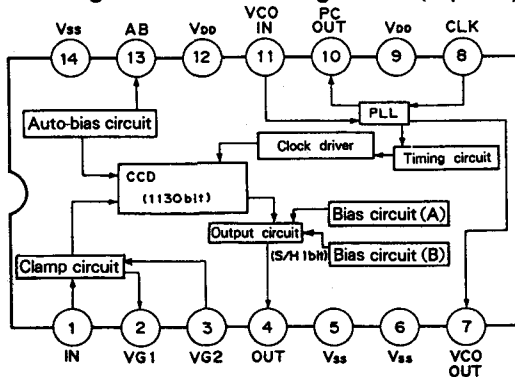 Vss AB VDD VCO IN PC OUT VDD CLK
14 13 12 11 10 9 8
PLL
Auto-bias circuit
Clock driver
Timing circuit
CCD
(1130bit)
Bias circuit (A)
Output circuit
(S/H 1bit)
Bias circuit (B)
Clamp circuit
1 2 3 4 5 6 7
IN VG1 VG2 OUT Vss Vss VCO OUT